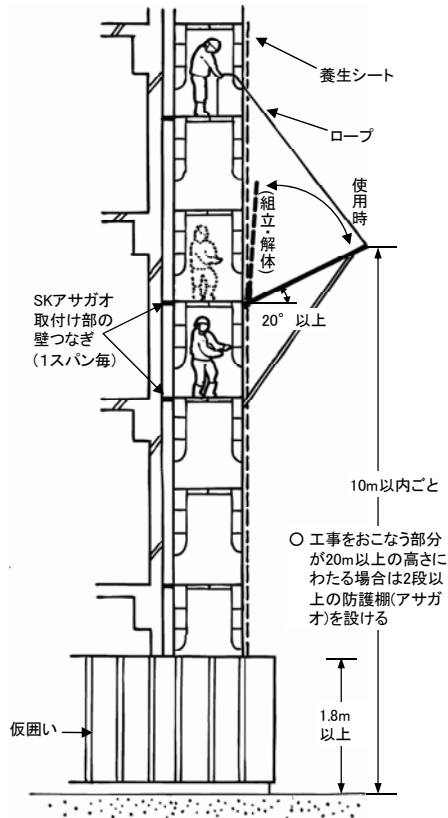 養生シート
ロープ
使用時
(組立・解体)
SKアサガオ
取付け部の
壁つなぎ
(1スパン毎)
20° 以上
10m以内ごと
○ 工事をおこなう部分
が20m以上の高さに
わたる場合は2段以
上の防護棚(アサガ
オ)を設ける
仮囲い
1.8m
以上